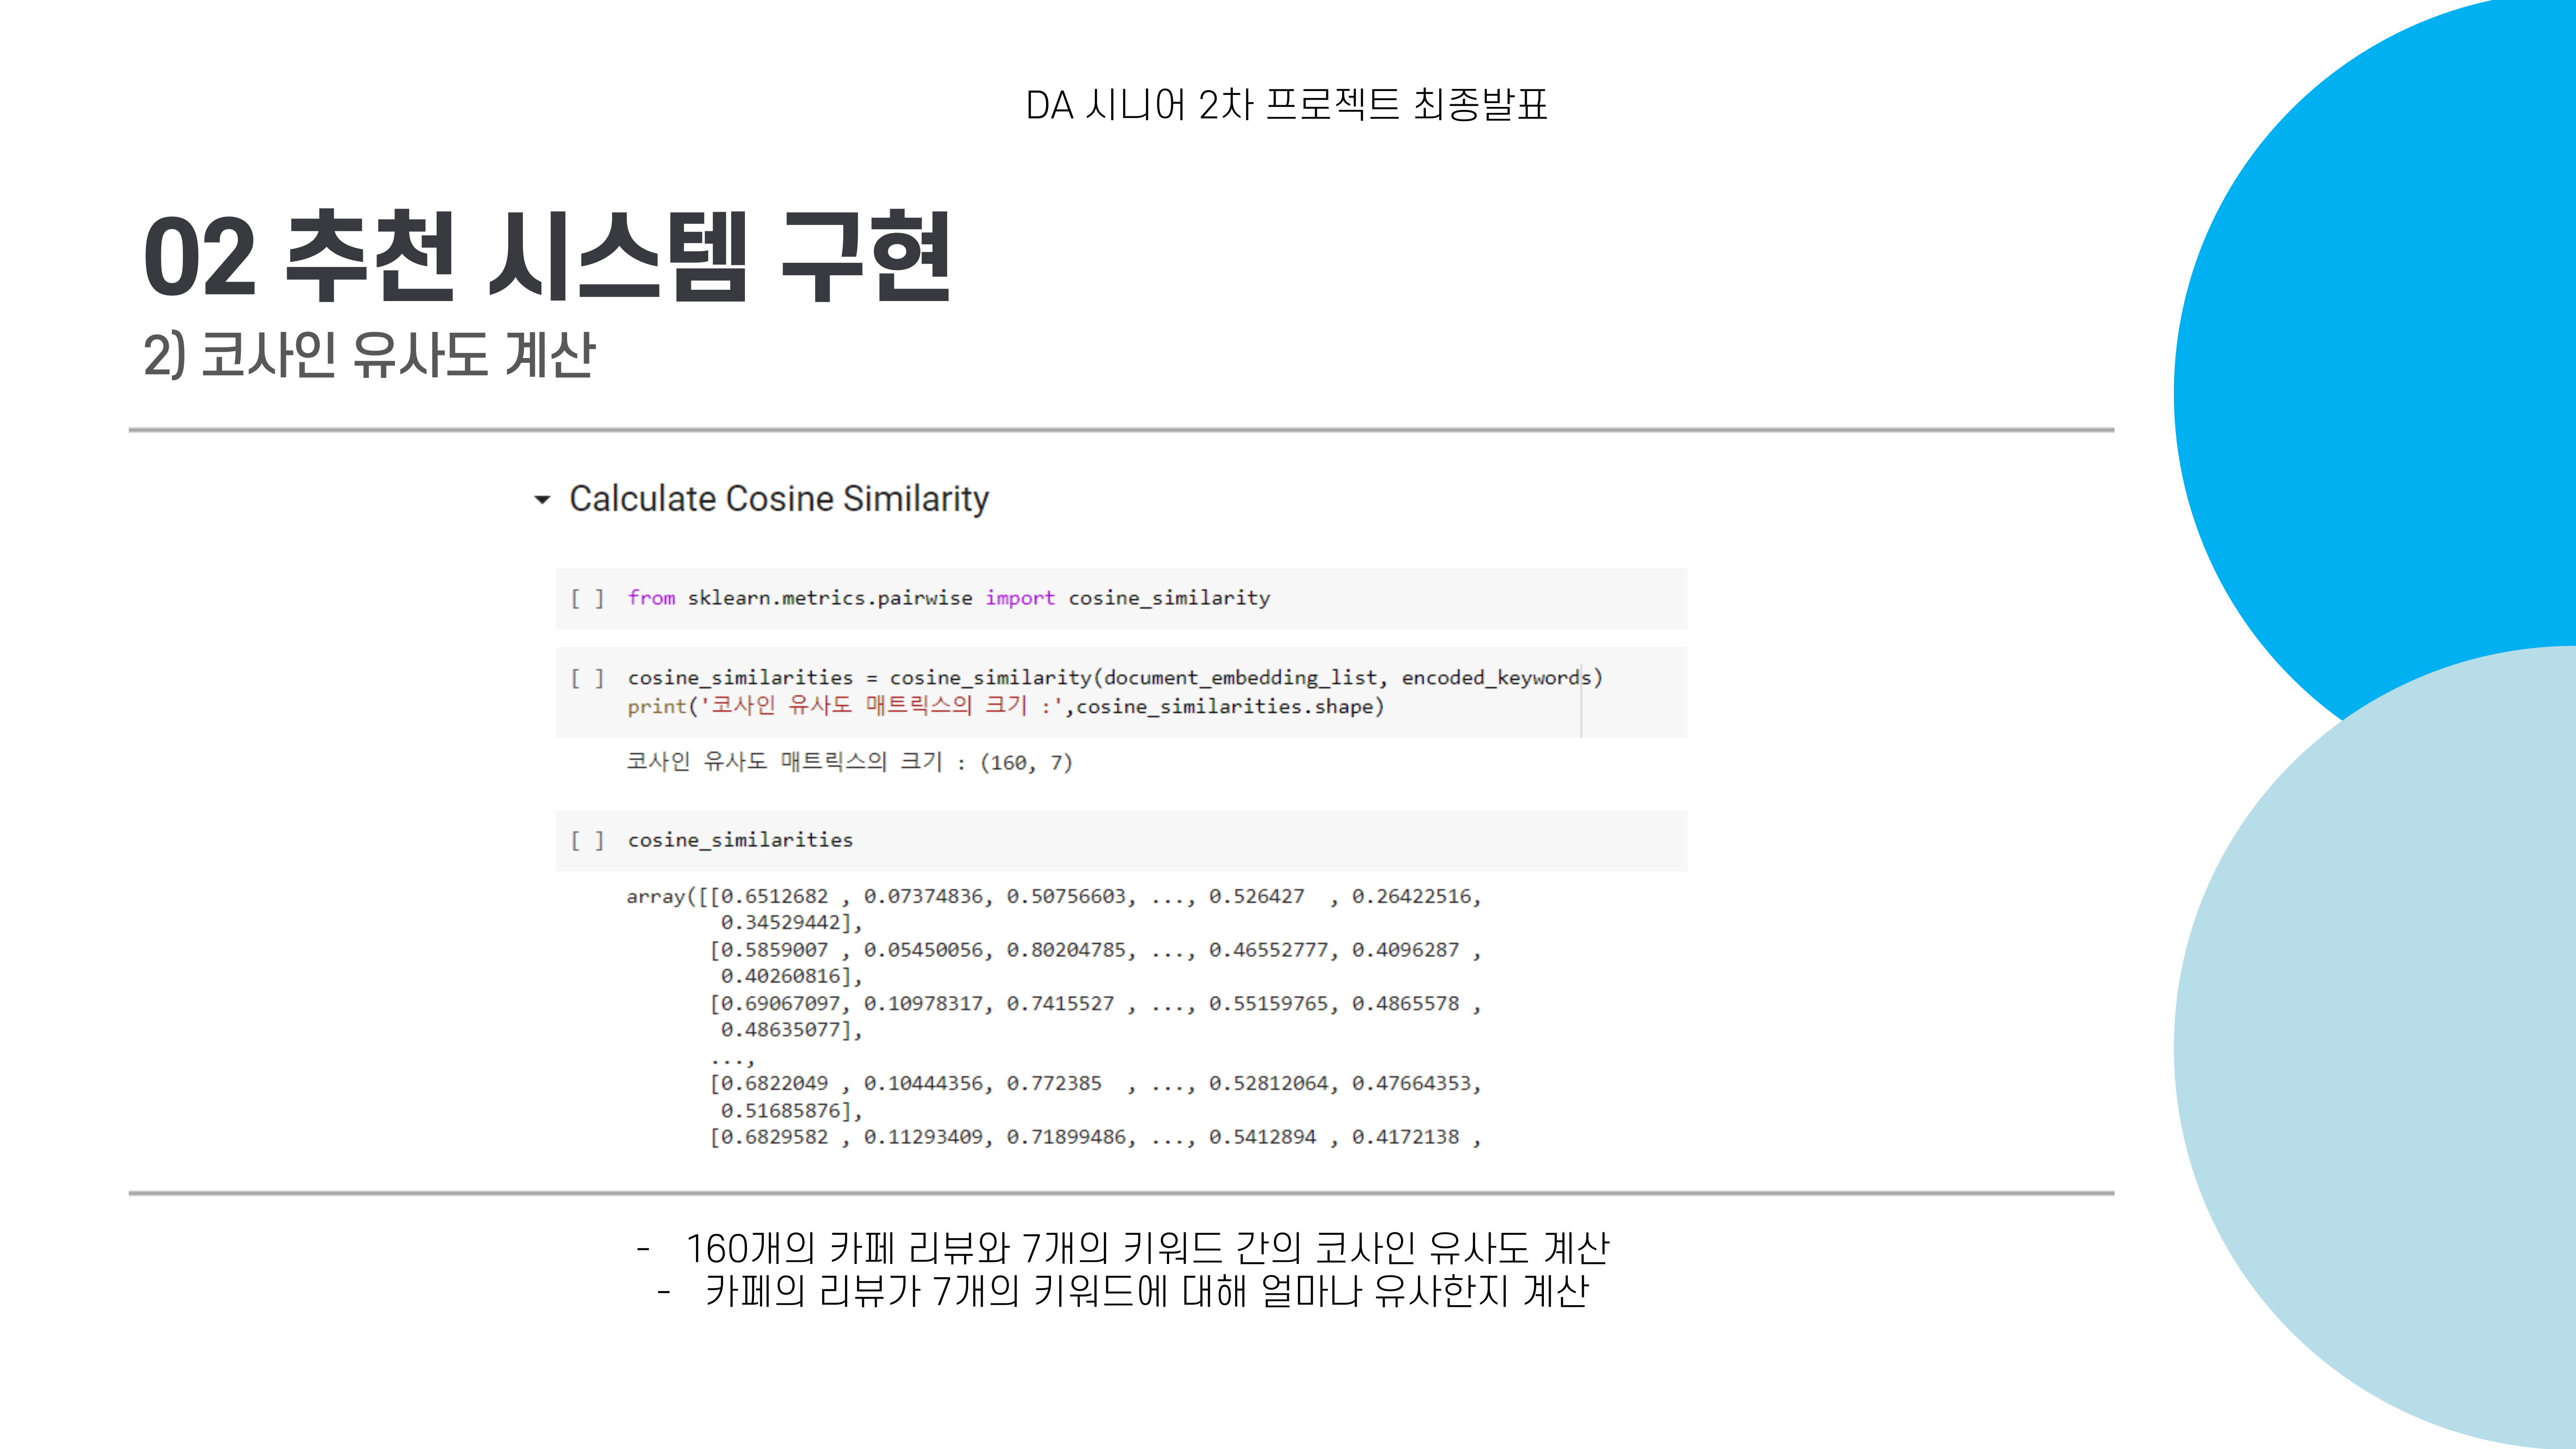 DA 시니어 2차 프로젝트 최종발표
02 추천 시스템 구현
2) 코사인 유사도 계산
Calculate Cosine Similarity
[ ] from sklearn.metrics.pairwise import cosine_similarity
[ ] cosine_similarities = cosine_similarity(document_embedding_list, encoded_keywords)
print('코사인 유사도 매트릭스의 크기 :',cosine_similarities.shape)
코사인 유사도 매트릭스의 크기 : (160, 7)
[ ] cosine_similarities
array([[0.6512682 , 0.07374836, 0.50756603, ..., 0.526427  , 0.26422516,
0.34529442],
[0.5859007 , 0.05450056, 0.80204785, ..., 0.46552777, 0.4096287 ,
0.40260816],
[0.69067097, 0.10978317, 0.7415527 , ..., 0.55159765, 0.4865578 ,
0.48635077],
...,
[0.6822049 , 0.10444356, 0.772385  , ..., 0.52812064, 0.47664353,
0.51685876],
[0.6829582 , 0.11293409, 0.71899486, ..., 0.5412894 , 0.4172138 ,
- 160개의 카페 리뷰와 7개의 키워드 간의 코사인 유사도 계산
- 카페의 리뷰가 7개의 키워드에 대해 얼마나 유사한지 계산